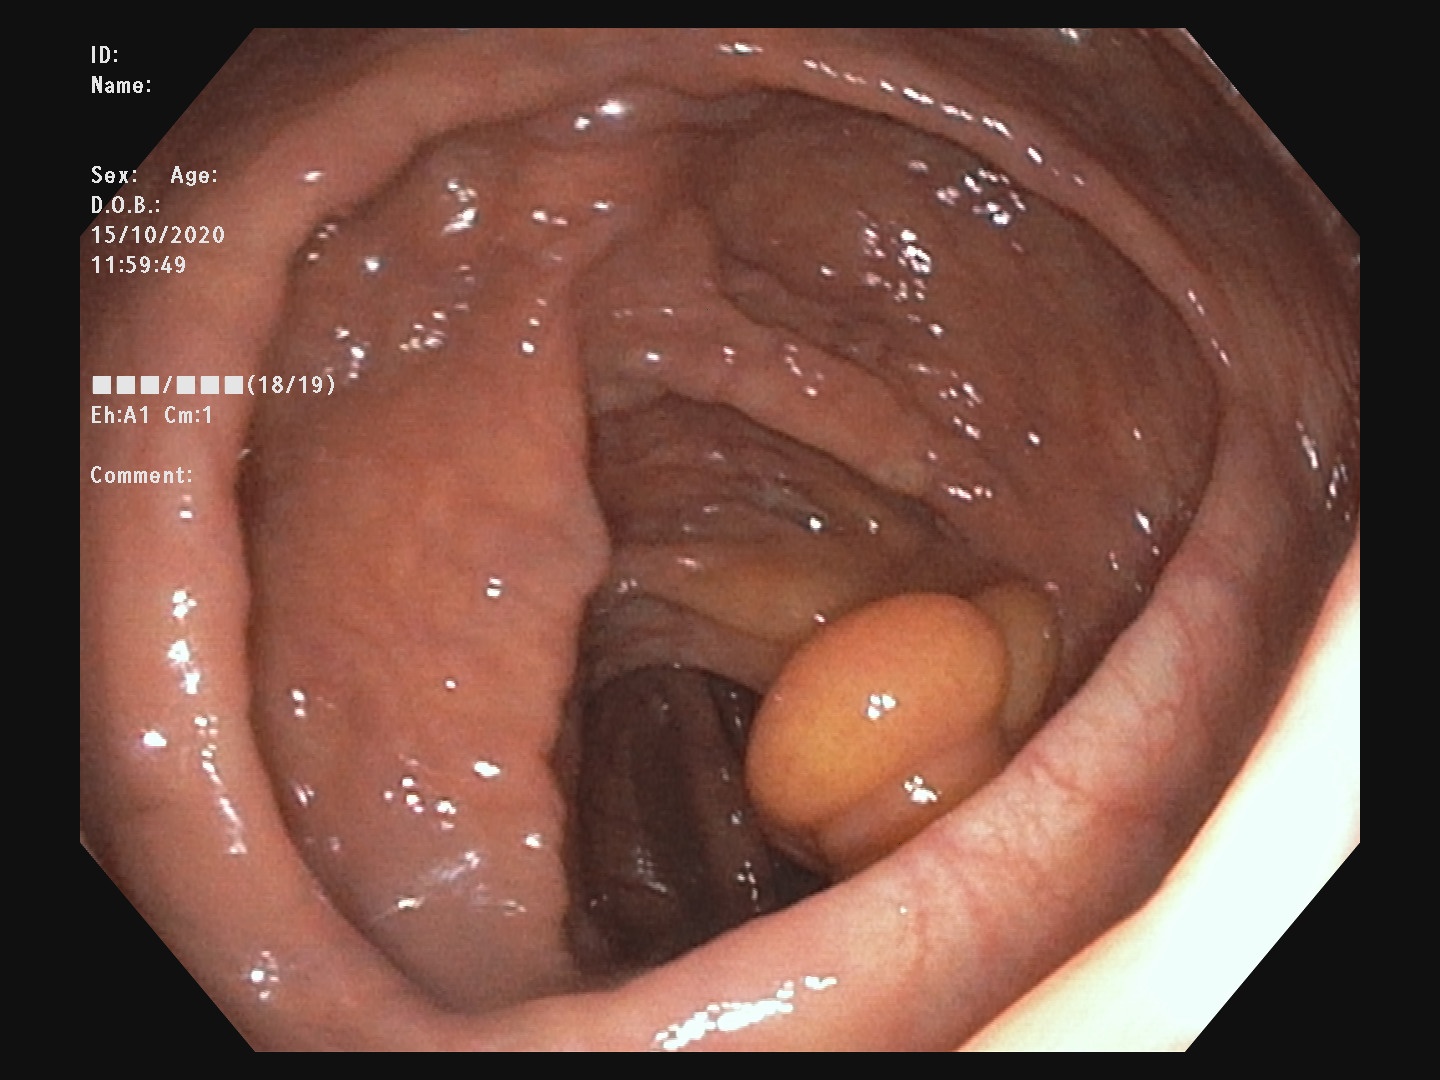 ID:
Name:
Sex: Age:
D.O.B.:
15/10/2020
11:59:49
■■■/■■■(18/19)
Eh:A1 Cm:1
Comment: